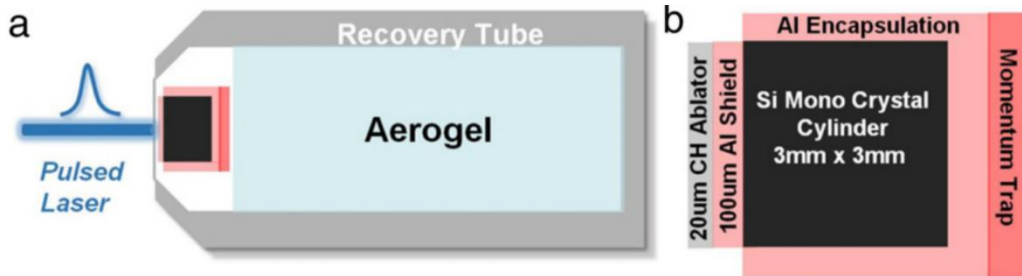 a
Recovery Tube
Aerogel
Pulsed
Laser
b
Al Encapsulation
20um CH Ablator
100um Al Shield
Si Mono Crystal
Cylinder
3mm x 3mm
Momentum Trap